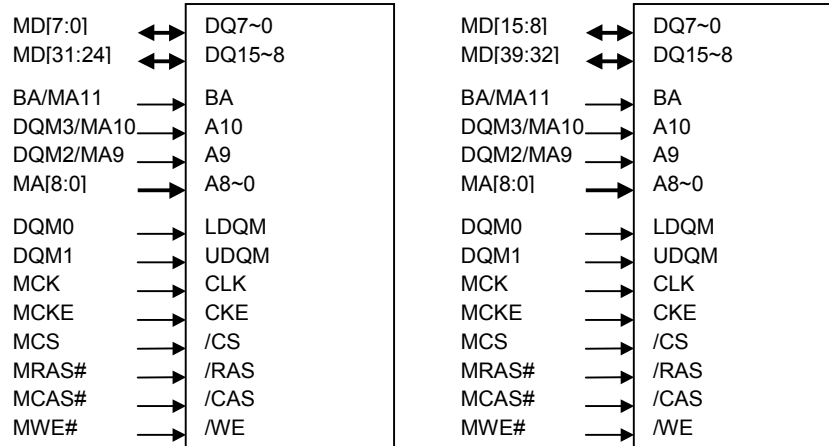 MD[7:0] DQ7~0
MD[31:24] DQ15~8
BA/MA11 BA
DQM3/MA10 A10
DQM2/MA9 A9
MA[8:0] A8~0
DQM0 LDQM
DQM1 UDQM
MCK CLK
MCKE CKE
MCS /CS
MRAS# /RAS
MCAS# /CAS
MWE# /WE
MD[15:8] DQ7~0
MD[39:32] DQ15~8
BA/MA11 BA
DQM3/MA10 A10
DQM2/MA9 A9
MA[8:0] A8~0
DQM0 LDQM
DQM1 UDQM
MCK CLK
MCKE CKE
MCS /CS
MRAS# /RAS
MCAS# /CAS
MWE# /WE